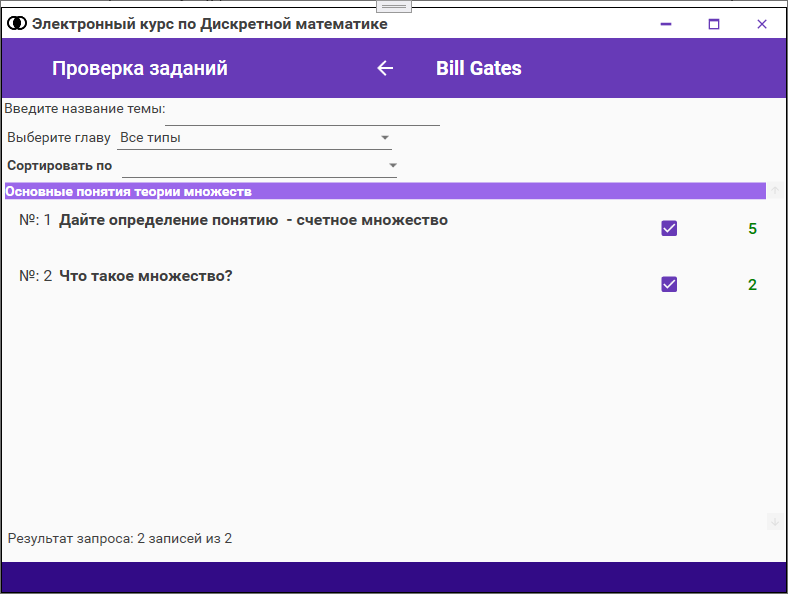 Электронный курс по Дискретной математике
Проверка заданий Bill Gates
Введите название темы:
Выберите главу Все типы
Сортировать по
Основные понятия теории множеств
№: 1 Дайте определение понятию - счетное множество 5
№: 2 Что такое множество? 2
Результат запроса: 2 записей из 2